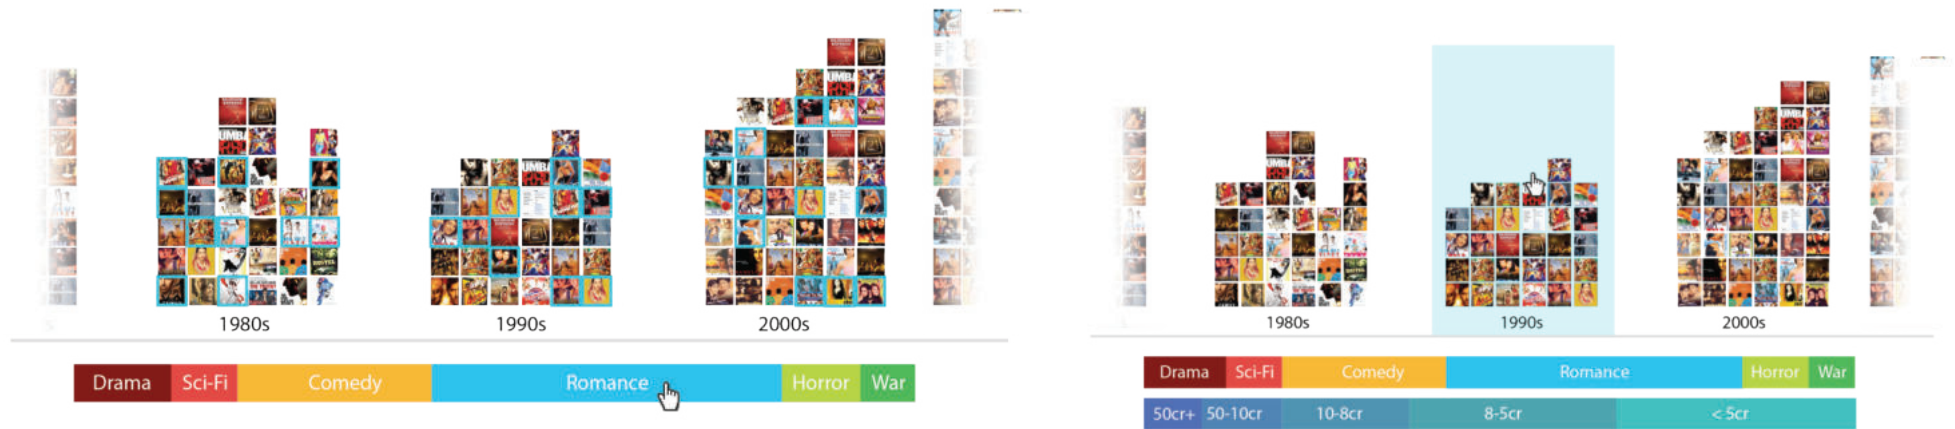 1980s 1990s 2000s
Drama Sci-Fi Comedy Romance Horror War
1980s 1990s 2000s
Drama Sci-Fi Comedy Romance Horror War
50cr+ 50-10cr 10-8cr 8-5cr < 5cr